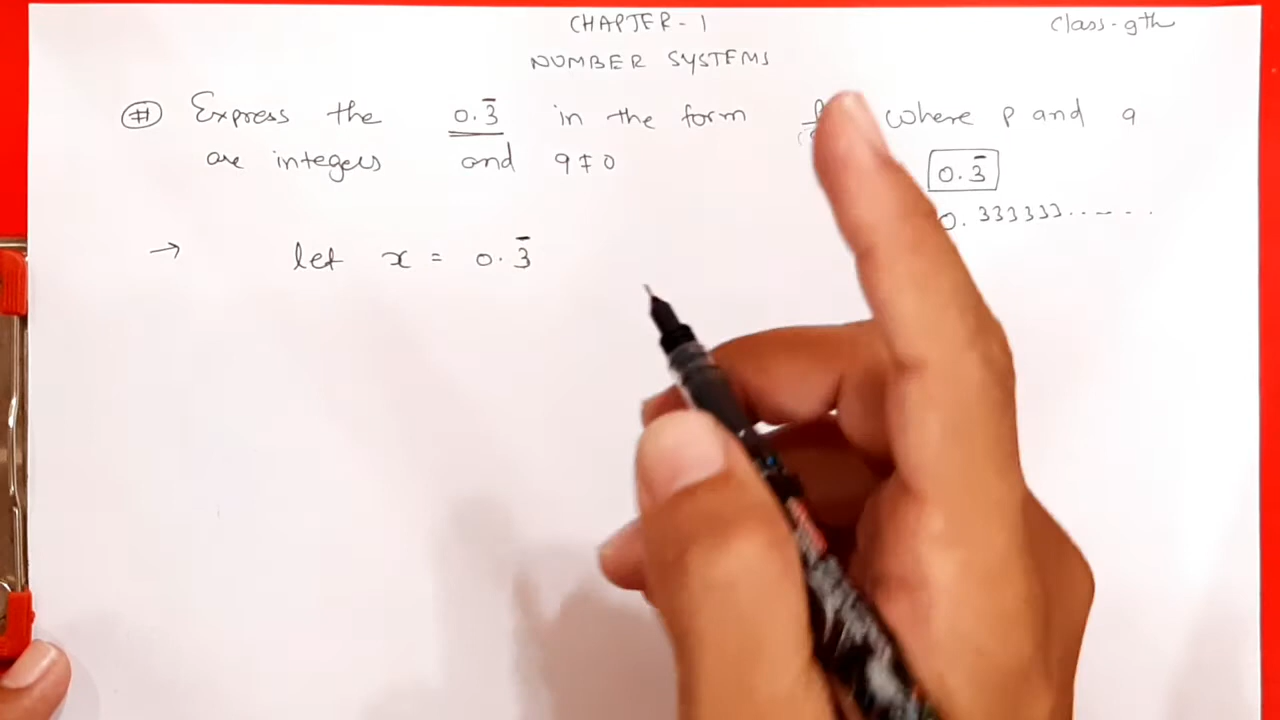 CHAPTER-1
Class-9th
NUMBER SYSTEMS
# Express the 0.3̅ in the form where p and q
are integers and q≠0
0.3̅
0.333333......
→ let x = 0.3̅